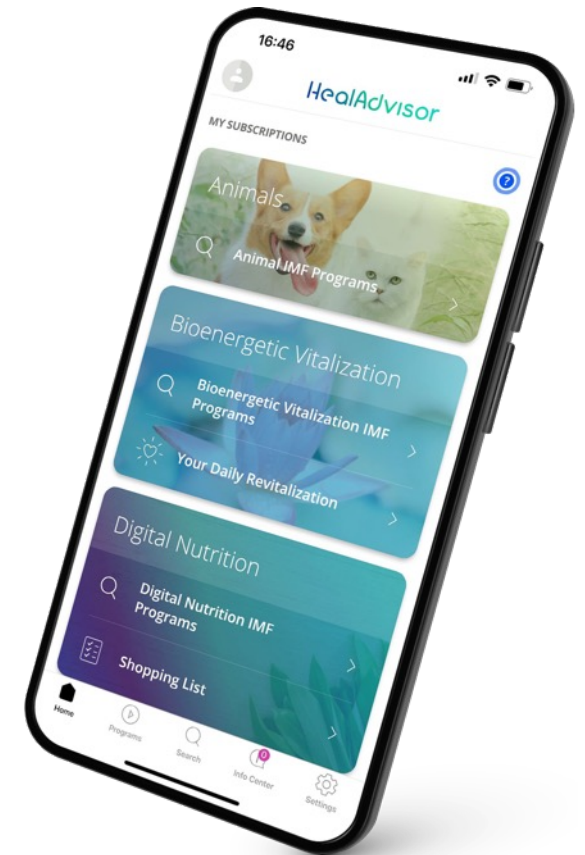 16:46
HealAdvisor
MY SUBSCRIPTIONS
?
Animals
Animal IMF Programs
Bioenergetic Vitalization
Bioenergetic Vitalization IMF
Programs
Your Daily Revitalization
Digital Nutrition
Digital Nutrition IMF
Programs
Shopping List
Home
Programs
Search
0
Info Center
Settings